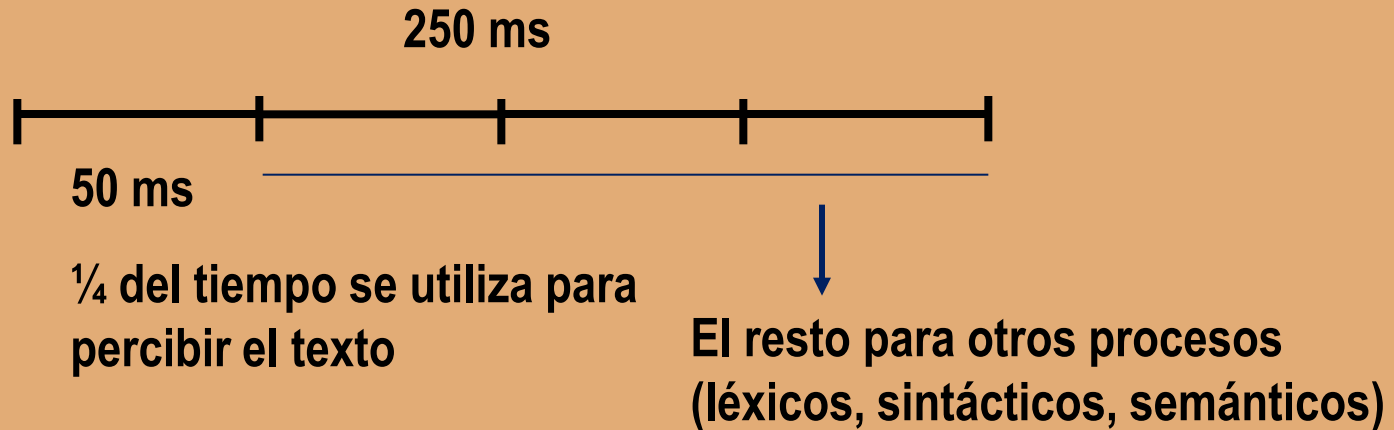 250 ms
50 ms
¼ del tiempo se utiliza para
percibir el texto
El resto para otros procesos
(léxicos, sintácticos, semánticos)